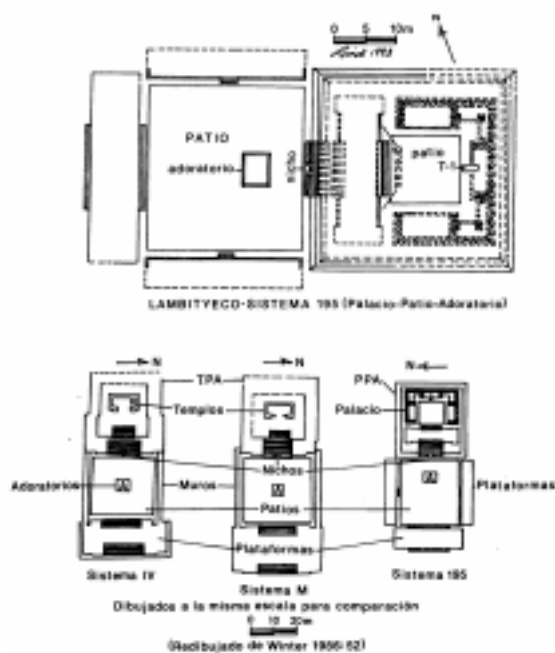 0 5 10m
N
PATIO
adoratorio
nicho
patio
T-1
LAMBITYECO-SISTEMA 195 (Palacio-Patio-Adoratorio)
N
N
N
TPA
PPA
Templos
Palacio
Nichos
Adoratorios
Muros
Plataformas
Patios
Plataformas
Sistema IV
Sistema M
Sistema 195
Dibujados a la misma escala para comparación
0 10 20m
(Redibujado de Winter 1986:52)